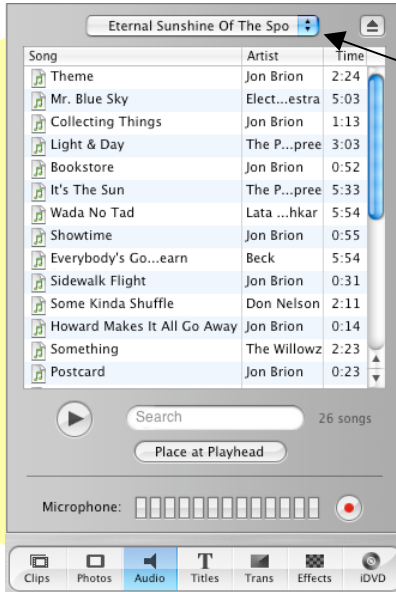 Eternal Sunshine Of The Spo
Song Artist Time
Theme Jon Brion 2:24
Mr. Blue Sky Elect...estra 5:03
Collecting Things Jon Brion 1:13
Light & Day The P...pree 3:03
Bookstore Jon Brion 0:52
It's The Sun The P...pree 5:33
Wada No Tad Lata ...hkar 5:54
Showtime Jon Brion 0:55
Everybody's Go...earn Beck 5:54
Sidewalk Flight Jon Brion 0:31
Some Kinda Shuffle Don Nelson 2:11
Howard Makes It All Go Away Jon Brion 0:14
Something The Willowz 2:23
Postcard Jon Brion 0:23
Search 26 songs
Place at Playhead
Microphone:
T
Clips Photos Audio Titles Trans Effects iDVD